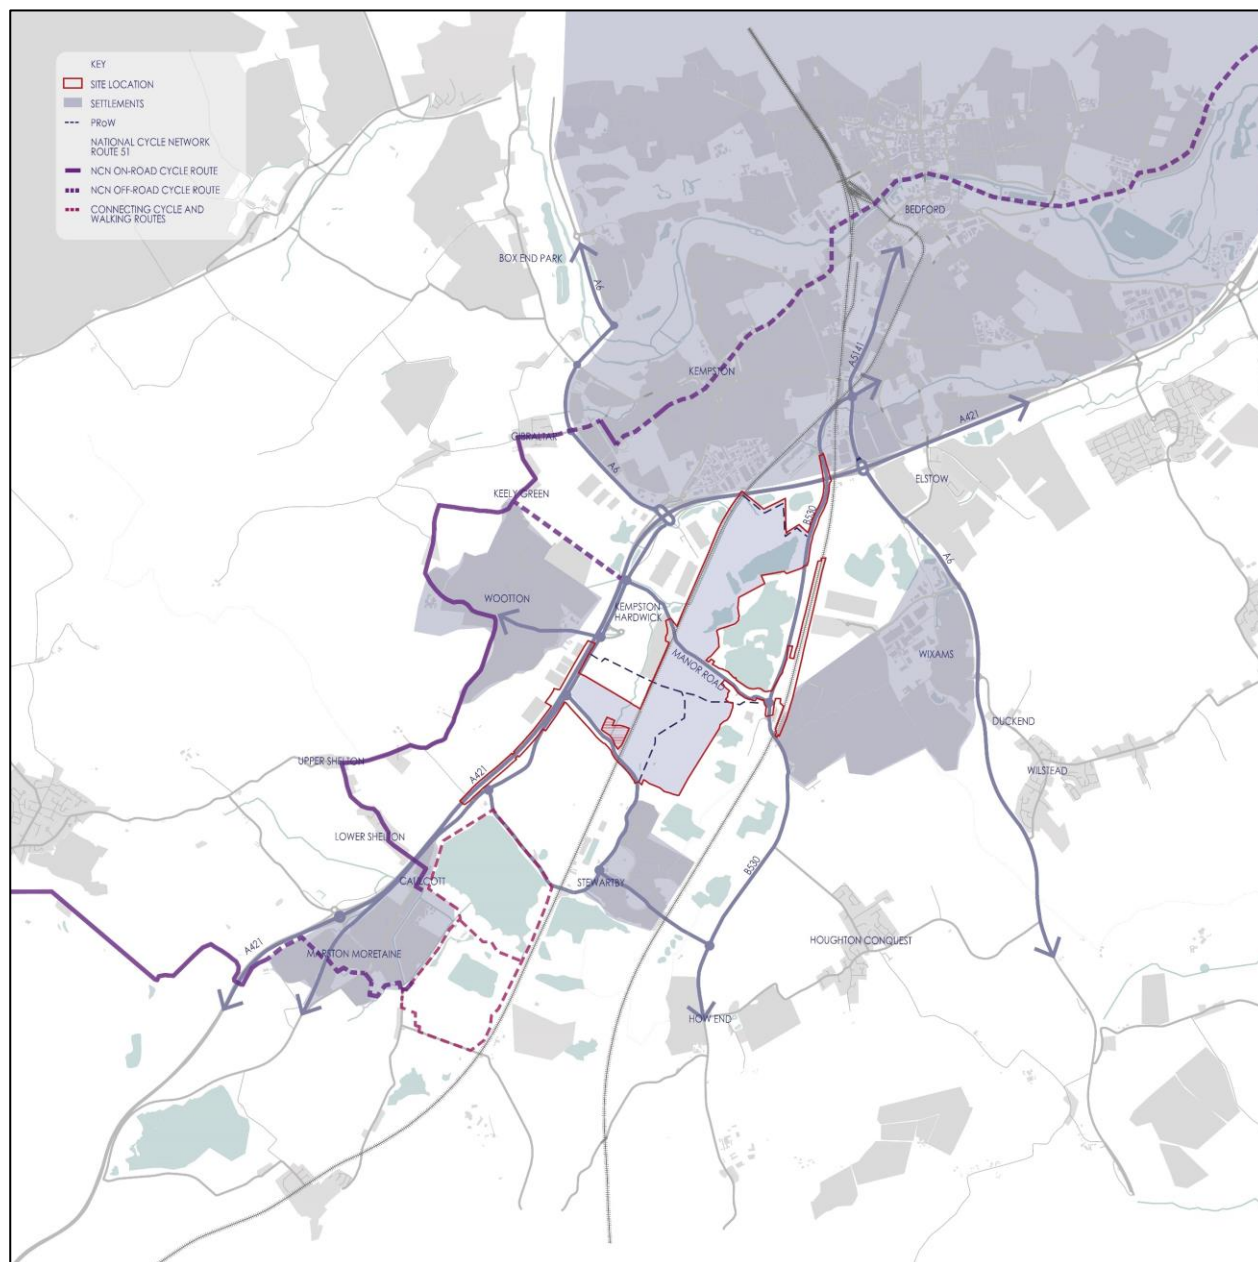 KEY
SITE LOCATION
SETTLEMENTS
PRoW
NATIONAL CYCLE NETWORK
ROUTE 51
NCN ON-ROAD CYCLE ROUTE
NCN OFF-ROAD CYCLE ROUTE
CONNECTING CYCLE AND
WALKING ROUTES
BEDFORD
BOX END PARK
A6
A5141
KEMPSTON
A421
GIBRALTAR
A6
ELSTOW
KEELY GREEN
B530
A6
WOOTTON
KEMPSTON
HARDWICK
MANOR ROAD
WIXAMS
DUCKEND
UPPER SHELTON
A421
WILSTEAD
LOWER SHELTON
B530
STEWARTBY
HOUGHTON CONQUEST
A421
MARSTON MORETAINE
HOW END